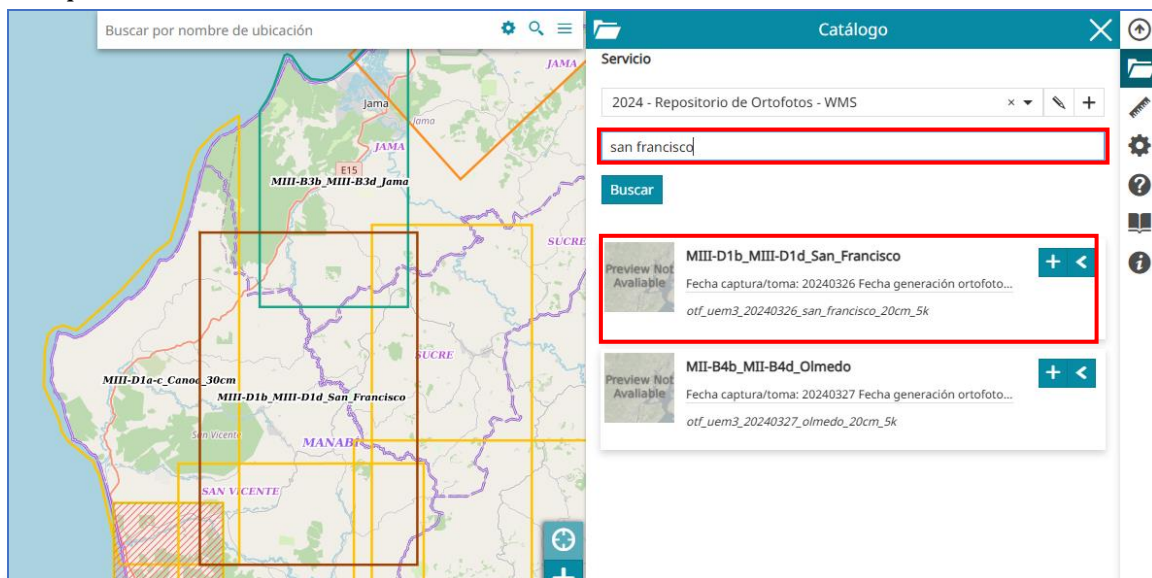 Buscar por nombre de ubicación
JAMA
Jama
Jama
JAMA
E15
MIII-B3b_MIII-B3d_Jama
SUCRE
SUCRE
MIII-D1a-c_Canoa_30cm
MIII-D1b_MIII-D1d_San_Francisco
San Vicente
MANABÍ
SAN VICENTE
Catálogo
Servicio
2024 - Repositorio de Ortofotos - WMS
san francisco
Buscar
Preview Not
Available
MIII-D1b_MIII-D1d_San_Francisco
Fecha captura/toma: 20240326 Fecha generación ortofoto...
otf_uem3_20240326_san_francisco_20cm_5k
Preview Not
Available
MII-B4b_MII-B4d_Olmedo
Fecha captura/toma: 20240327 Fecha generación ortofoto...
otf_uem3_20240327_olmedo_20cm_5k